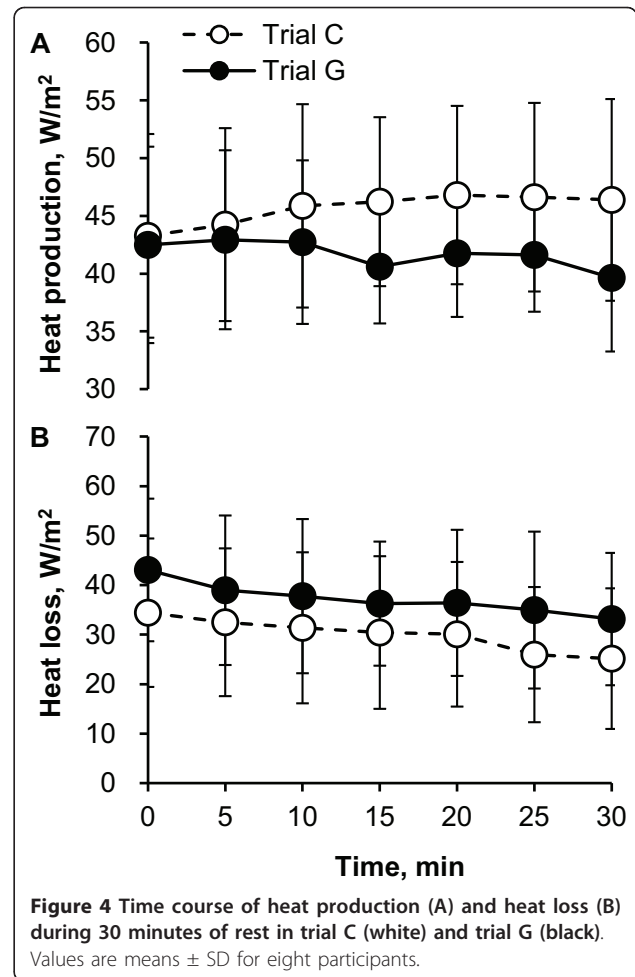 A
Trial C
Trial G
Heat production, W/m²
60
55
50
45
40
35
30
B
Heat loss, W/m²
70
60
50
40
30
20
10
0
0 5 10 15 20 25 30
Time, min
Figure 4 Time course of heat production (A) and heat loss (B)
during 30 minutes of rest in trial C (white) and trial G (black).
Values are means ± SD for eight participants.